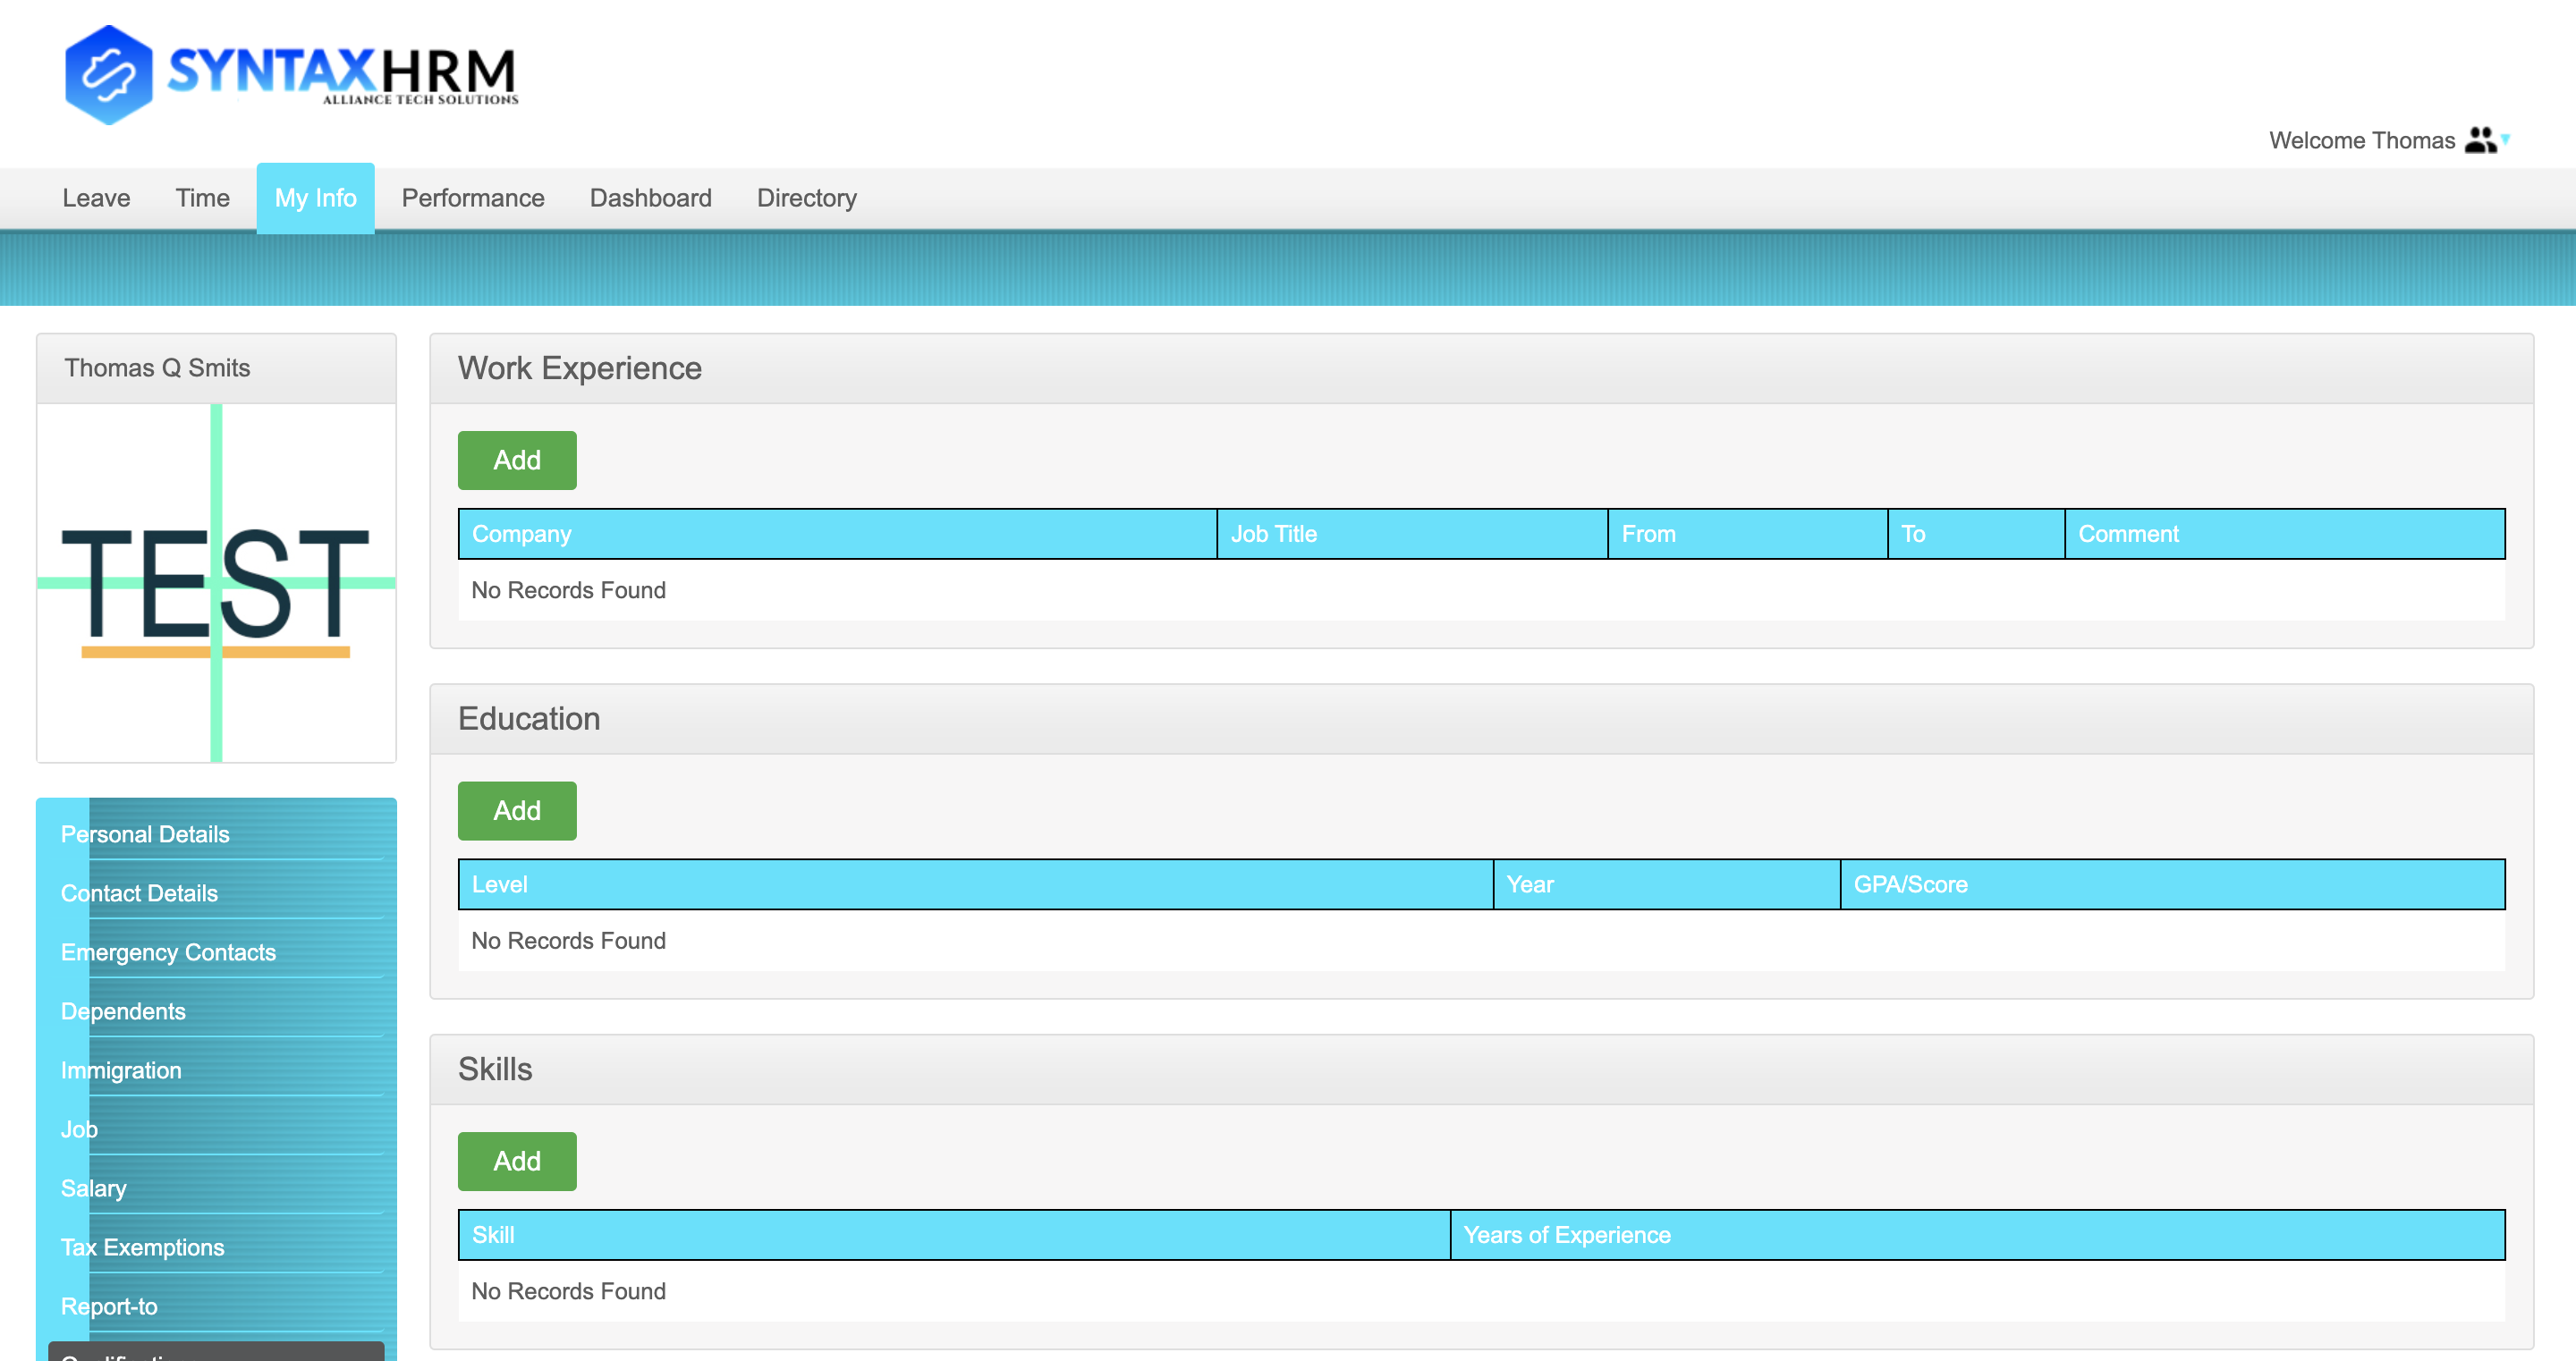 SYNTAXHRM
ALLIANCE TECH SOLUTIONS
Welcome Thomas
Leave Time My Info Performance Dashboard Directory
Thomas Q Smits
TEST
Personal Details
Contact Details
Emergency Contacts
Dependents
Immigration
Job
Salary
Tax Exemptions
Report-to
Work Experience
Add
Company Job Title From To Comment
No Records Found
Education
Add
Level Year GPA/Score
No Records Found
Skills
Add
Skill Years of Experience
No Records Found